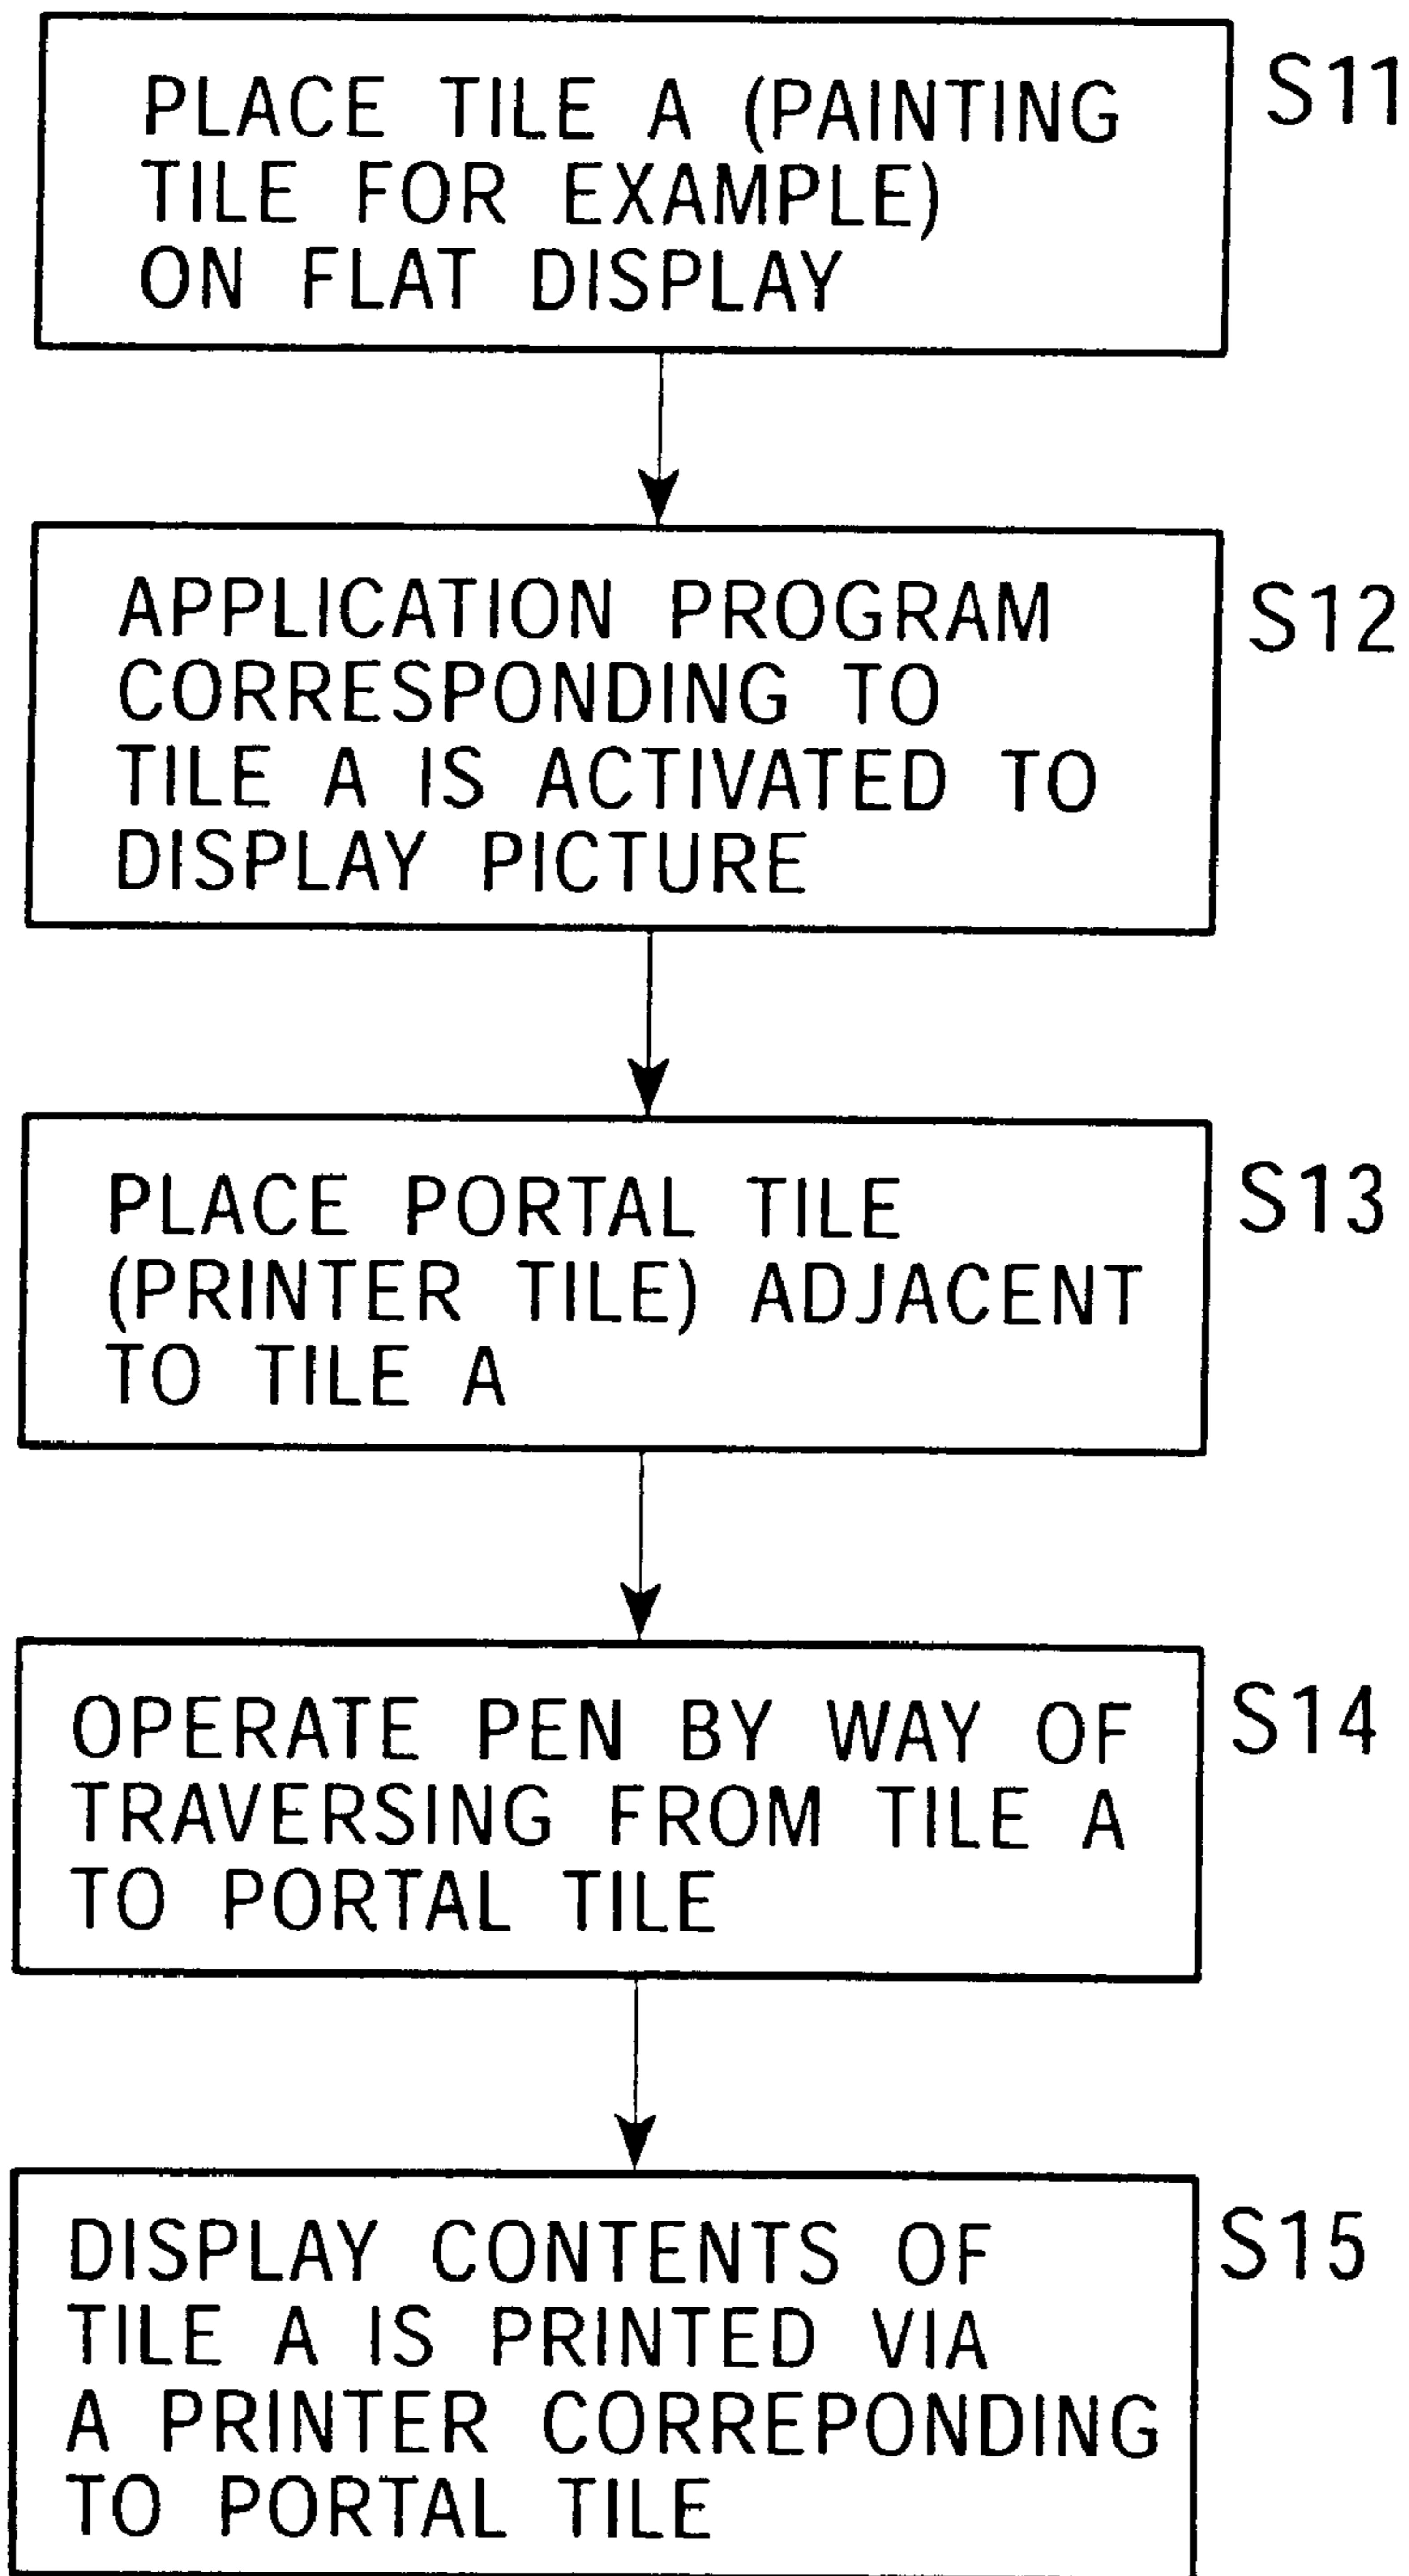 PLACE TILE A (PAINTING
TILE FOR EXAMPLE)
ON FLAT DISPLAY
S11
APPLICATION PROGRAM
CORRESPONDING TO
TILE A IS ACTIVATED TO
DISPLAY PICTURE
S12
PLACE PORTAL TILE
(PRINTER TILE) ADJACENT
TO TILE A
S13
OPERATE PEN BY WAY OF
TRAVERSING FROM TILE A
TO PORTAL TILE
S14
DISPLAY CONTENTS OF
TILE A IS PRINTED VIA
A PRINTER CORREPONDING
TO PORTAL TILE
S15